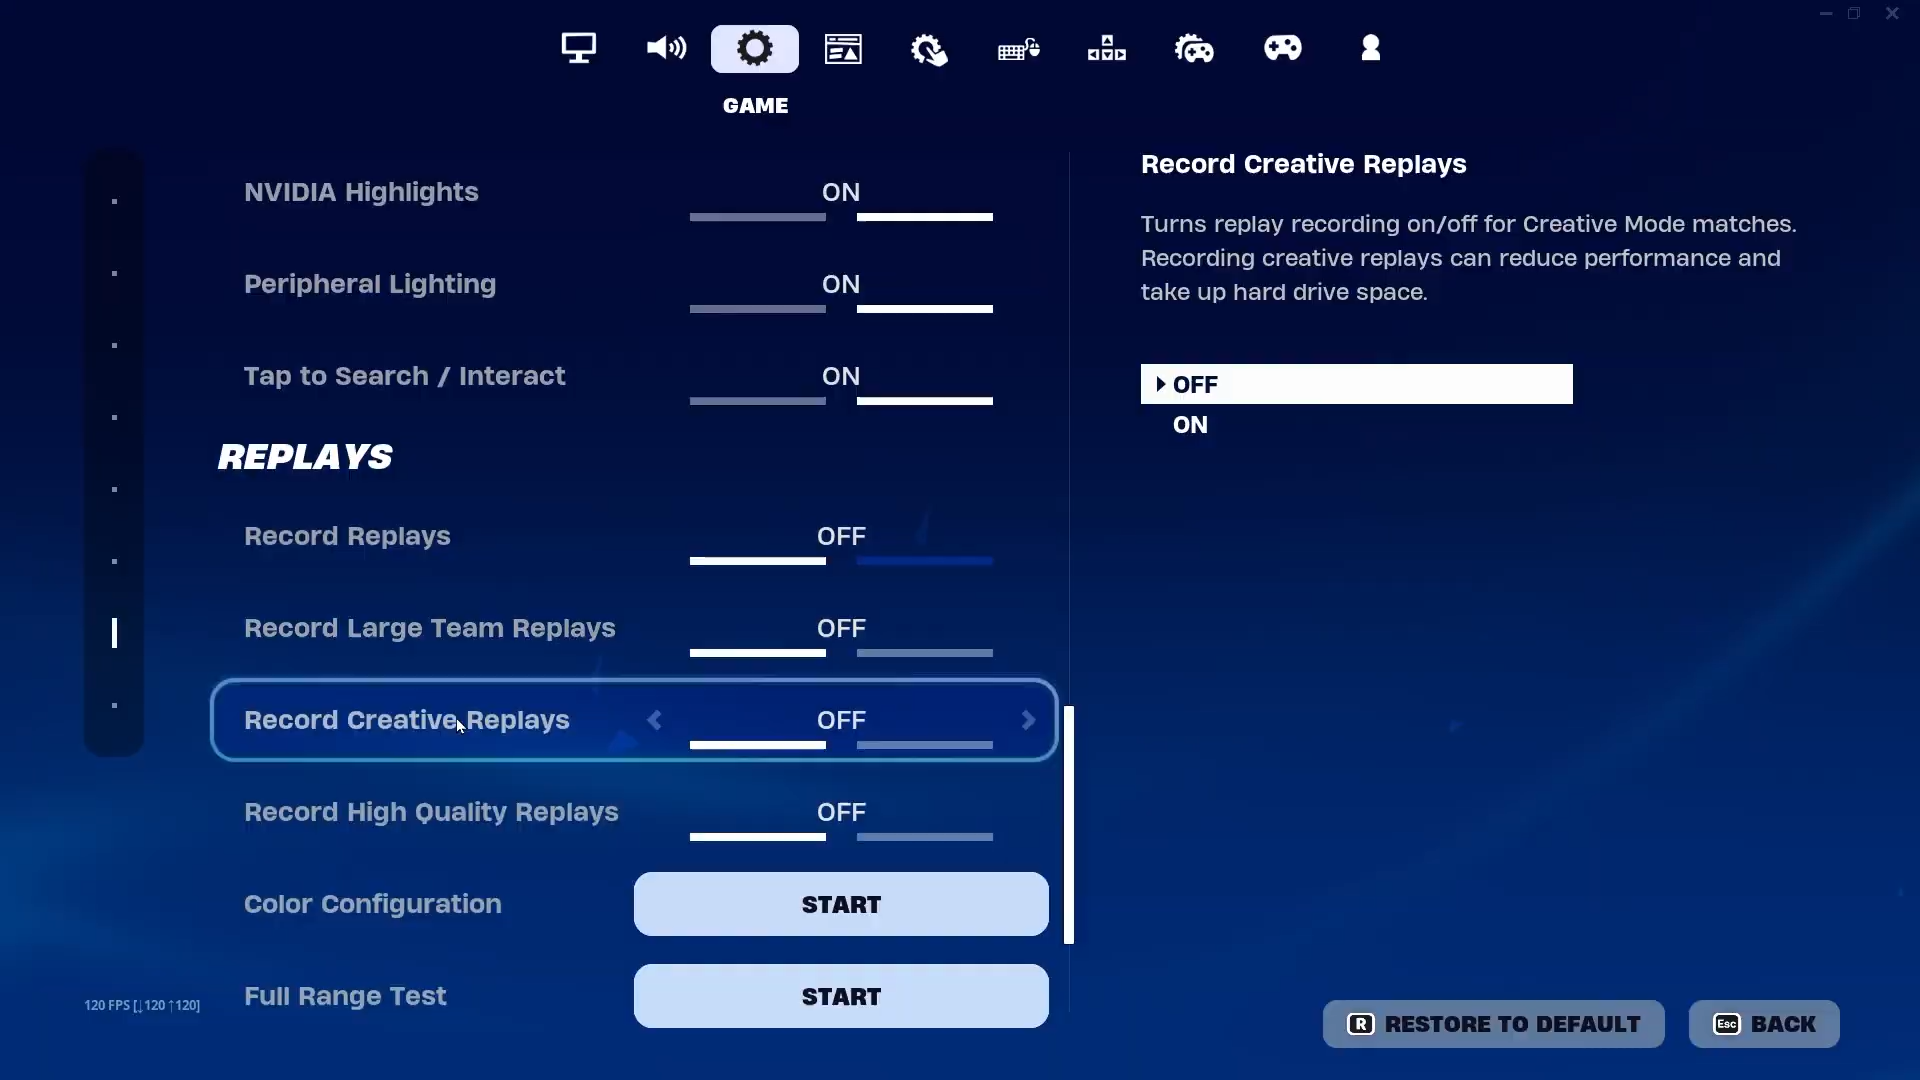 GAME
NVIDIA Highlights
ON
Peripheral Lighting
ON
Tap to Search / Interact
ON
REPLAYS
Record Replays
OFF
Record Large Team Replays
OFF
Record Creative Replays
OFF
Record High Quality Replays
OFF
Color Configuration
START
Full Range Test
START
Record Creative Replays
Turns replay recording on/off for Creative Mode matches.
Recording creative replays can reduce performance and
take up hard drive space.
OFF
ON
120 FPS [↓120 ↑120]
R RESTORE TO DEFAULT
Esc BACK